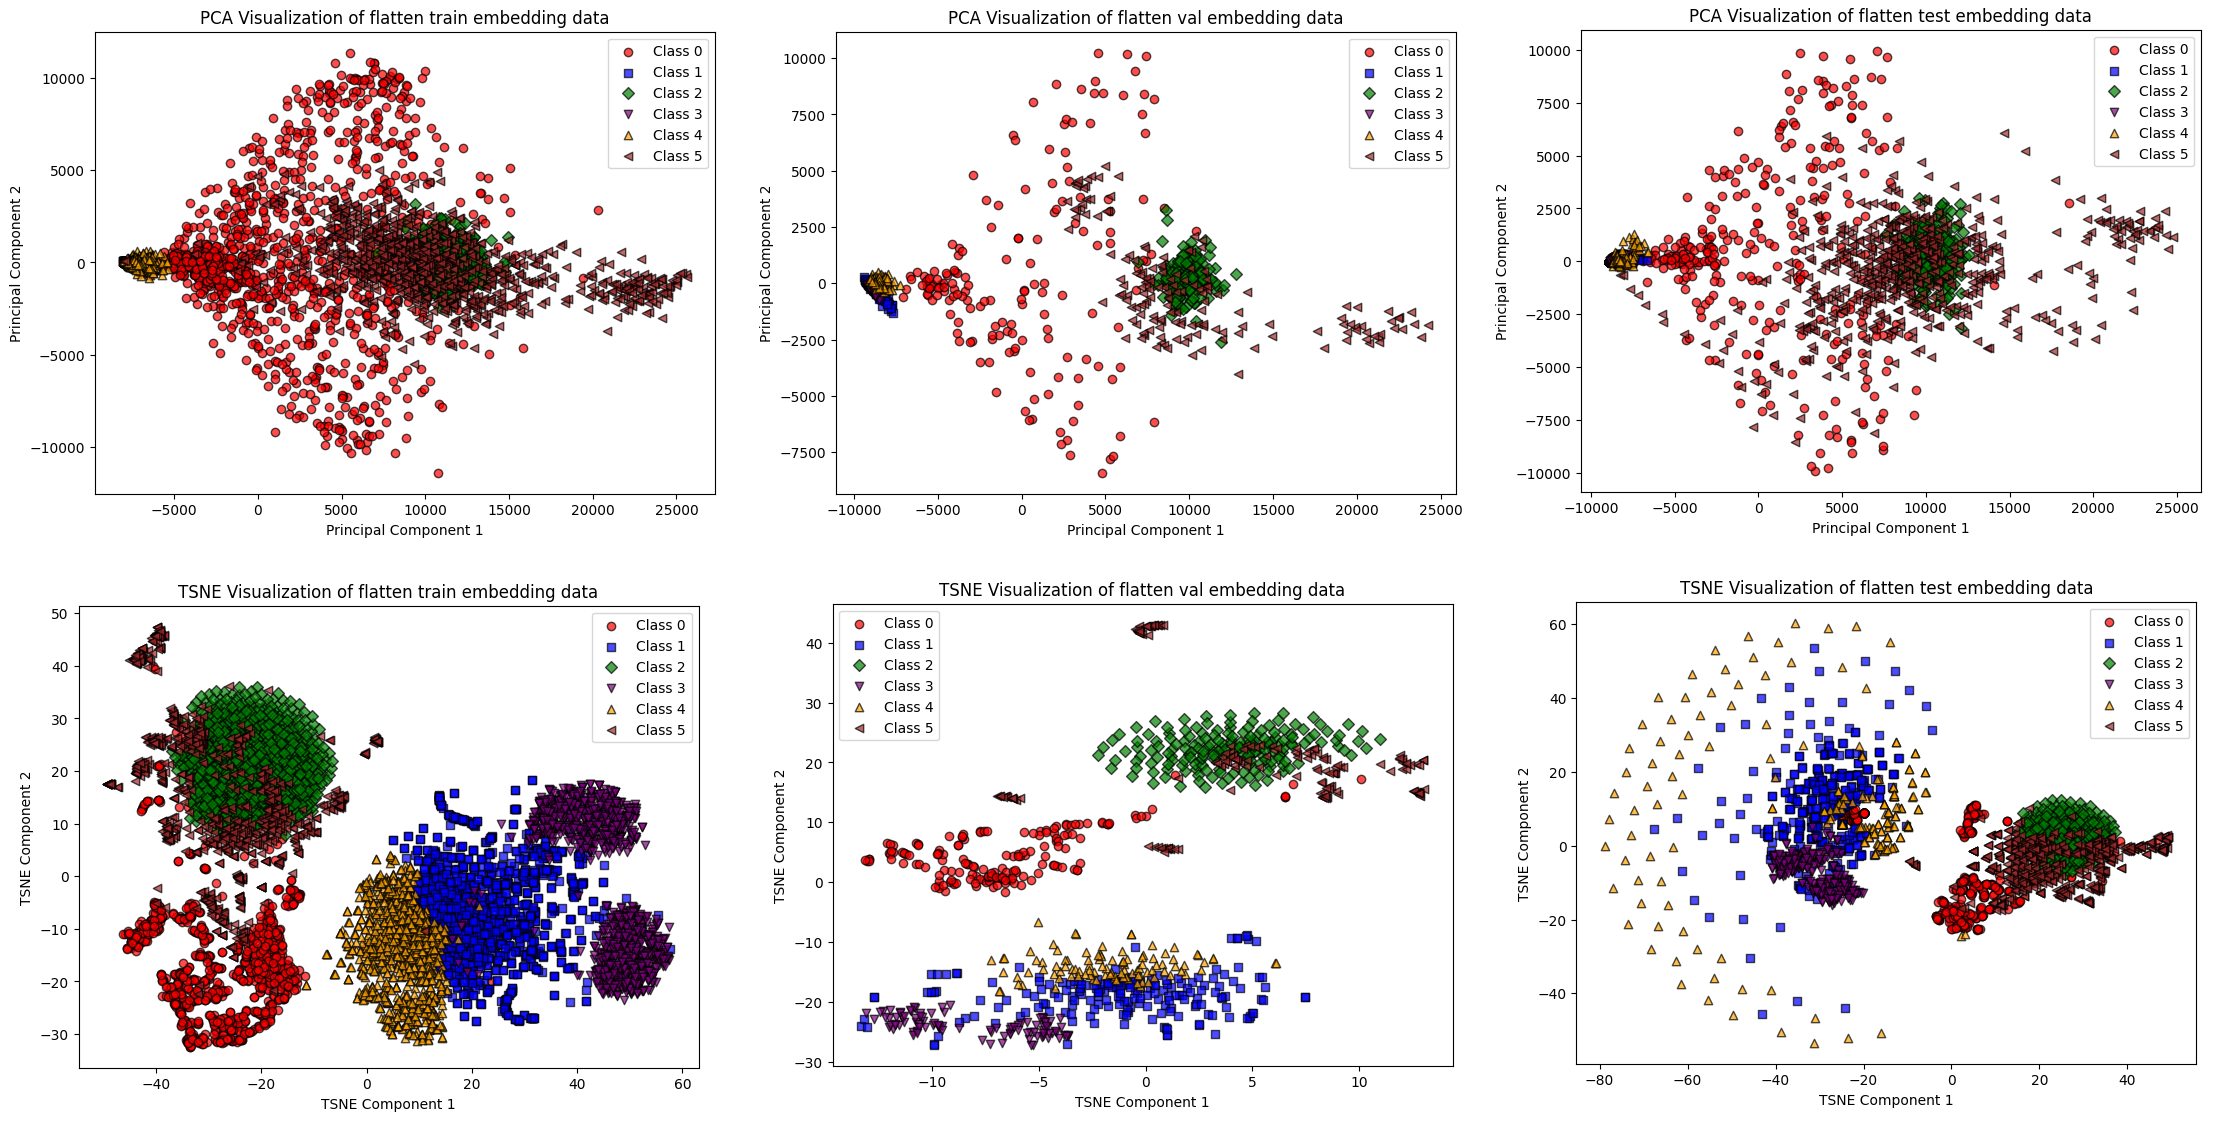 PCA Visualization of flatten train embedding data
Class 0
Class 1
Class 2
Class 3
Class 4
Class 5
10000
5000
0
−5000
−10000
Principal Component 2
−5000
0
5000
10000
15000
20000
25000
Principal Component 1
PCA Visualization of flatten val embedding data
Class 0
Class 1
Class 2
Class 3
Class 4
Class 5
10000
7500
5000
2500
0
−2500
−5000
−7500
Principal Component 2
−10000
−5000
0
5000
10000
15000
20000
25000
Principal Component 1
PCA Visualization of flatten test embedding data
Class 0
Class 1
Class 2
Class 3
Class 4
Class 5
10000
7500
5000
2500
0
−2500
−5000
−7500
−10000
Principal Component 2
−10000
−5000
0
5000
10000
15000
20000
25000
Principal Component 1
TSNE Visualization of flatten train embedding data
Class 0
Class 1
Class 2
Class 3
Class 4
Class 5
50
40
30
20
10
0
−10
−20
−30
TSNE Component 2
−40
−20
0
20
40
60
TSNE Component 1
TSNE Visualization of flatten val embedding data
Class 0
Class 1
Class 2
Class 3
Class 4
Class 5
40
30
20
10
0
−10
−20
−30
TSNE Component 2
−10
−5
0
5
10
TSNE Component 1
TSNE Visualization of flatten test embedding data
Class 0
Class 1
Class 2
Class 3
Class 4
Class 5
60
40
20
0
−20
−40
TSNE Component 2
−80
−60
−40
−20
0
20
40
TSNE Component 1